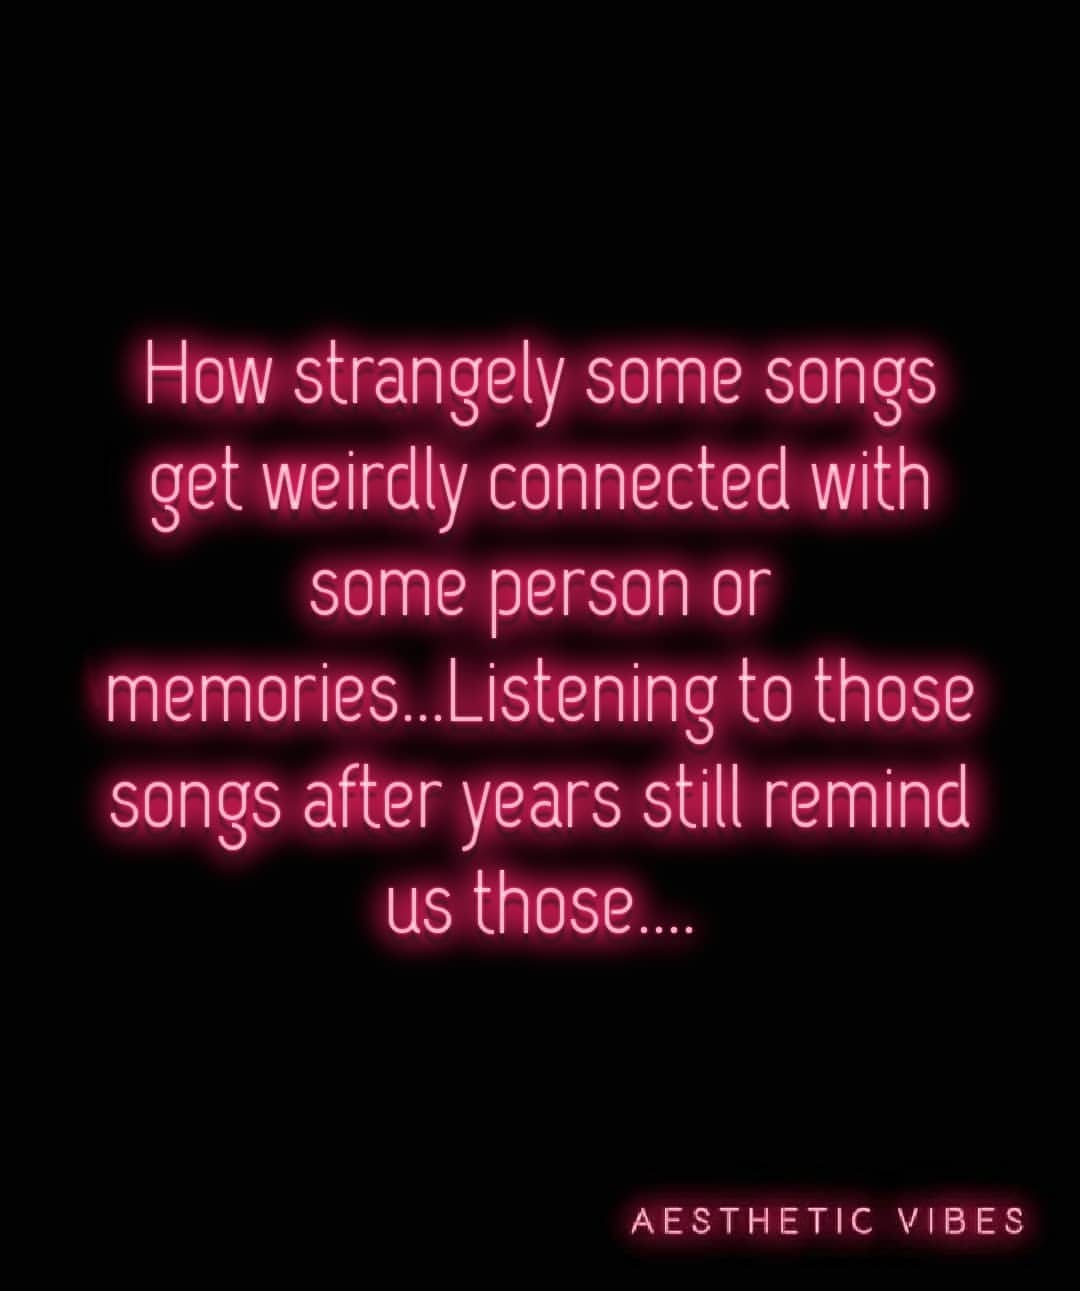 How strangely some songs
get weirdly connected with
some person or
memories...Listening to those
songs after years still remind
us those....
AESTHETIC VIBES